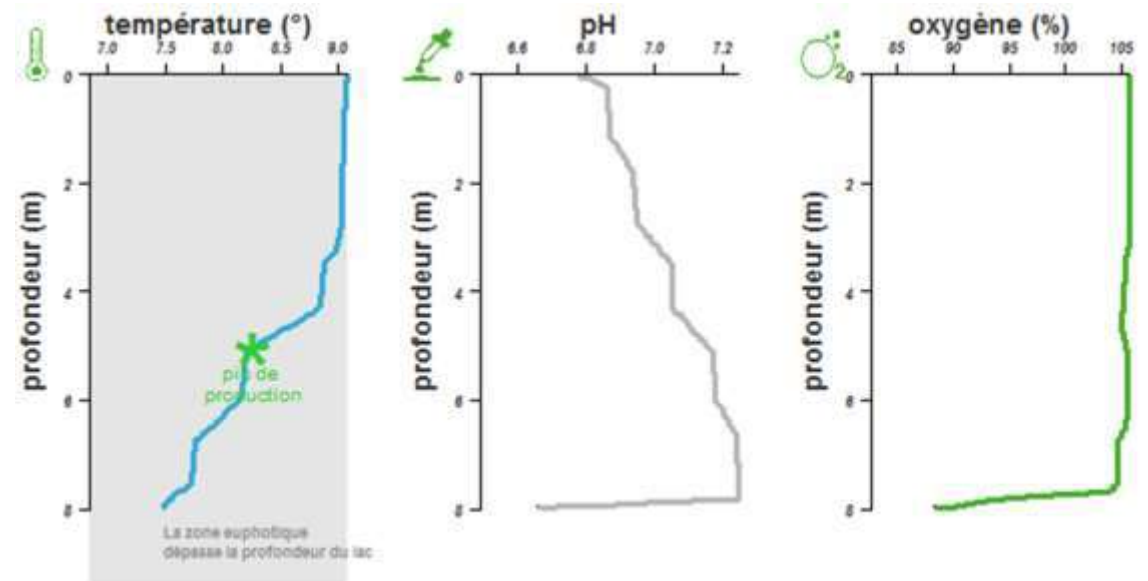 température (°)
7.0 7.5 8.0 8.5 9.0
profondeur (m)
0
2
4
6
8
pic de
production
La zone euphotique
dépasse la profondeur du lac
pH
6.6 6.8 7.0 7.2
profondeur (m)
0
2
4
6
8
oxygène (%)
85 90 95 100 105
O2
profondeur (m)
0
2
4
6
8